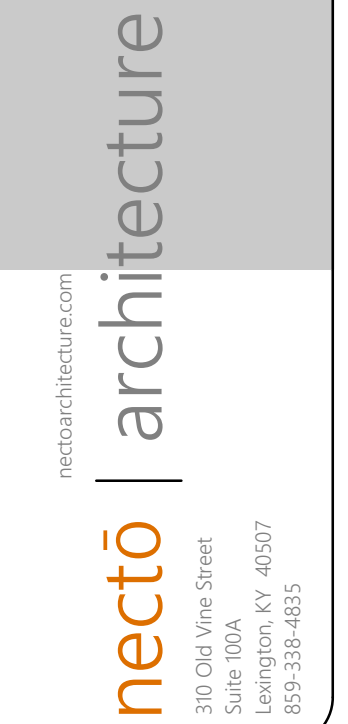 nectoarchitecture.com
nectō | architecture
310 Old Vine Street
Suite 100A
Lexington, KY  40507
859-338-4835